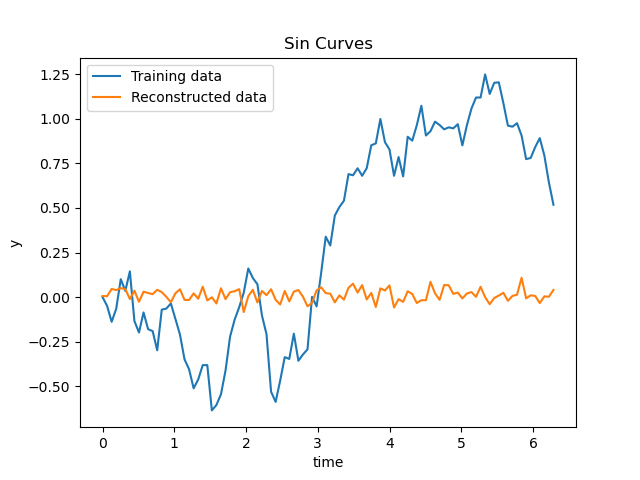 Sin Curves
Training data
Reconstructed data
1.25
1.00
0.75
0.50
0.25
0.00
−0.25
−0.50
y
0 1 2 3 4 5 6
time